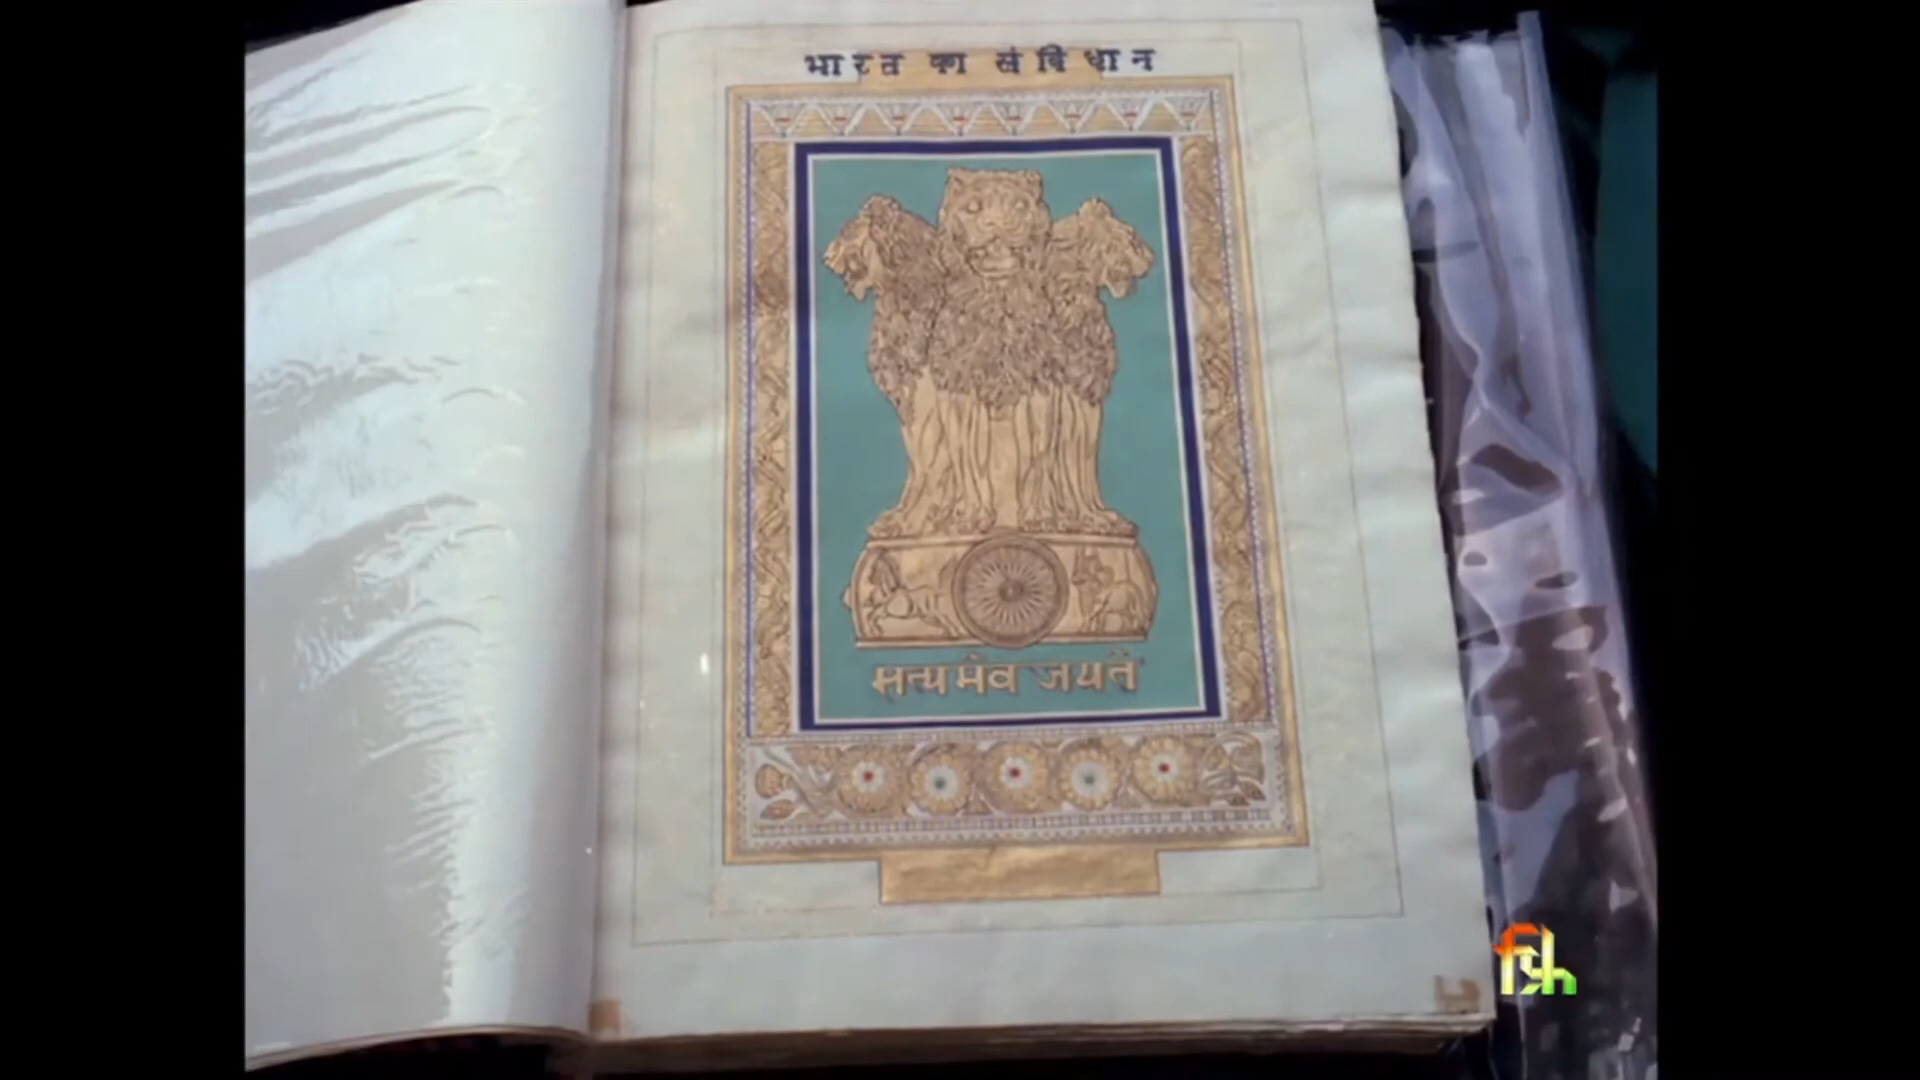 भारत का संविधान
सत्यमेव जयते